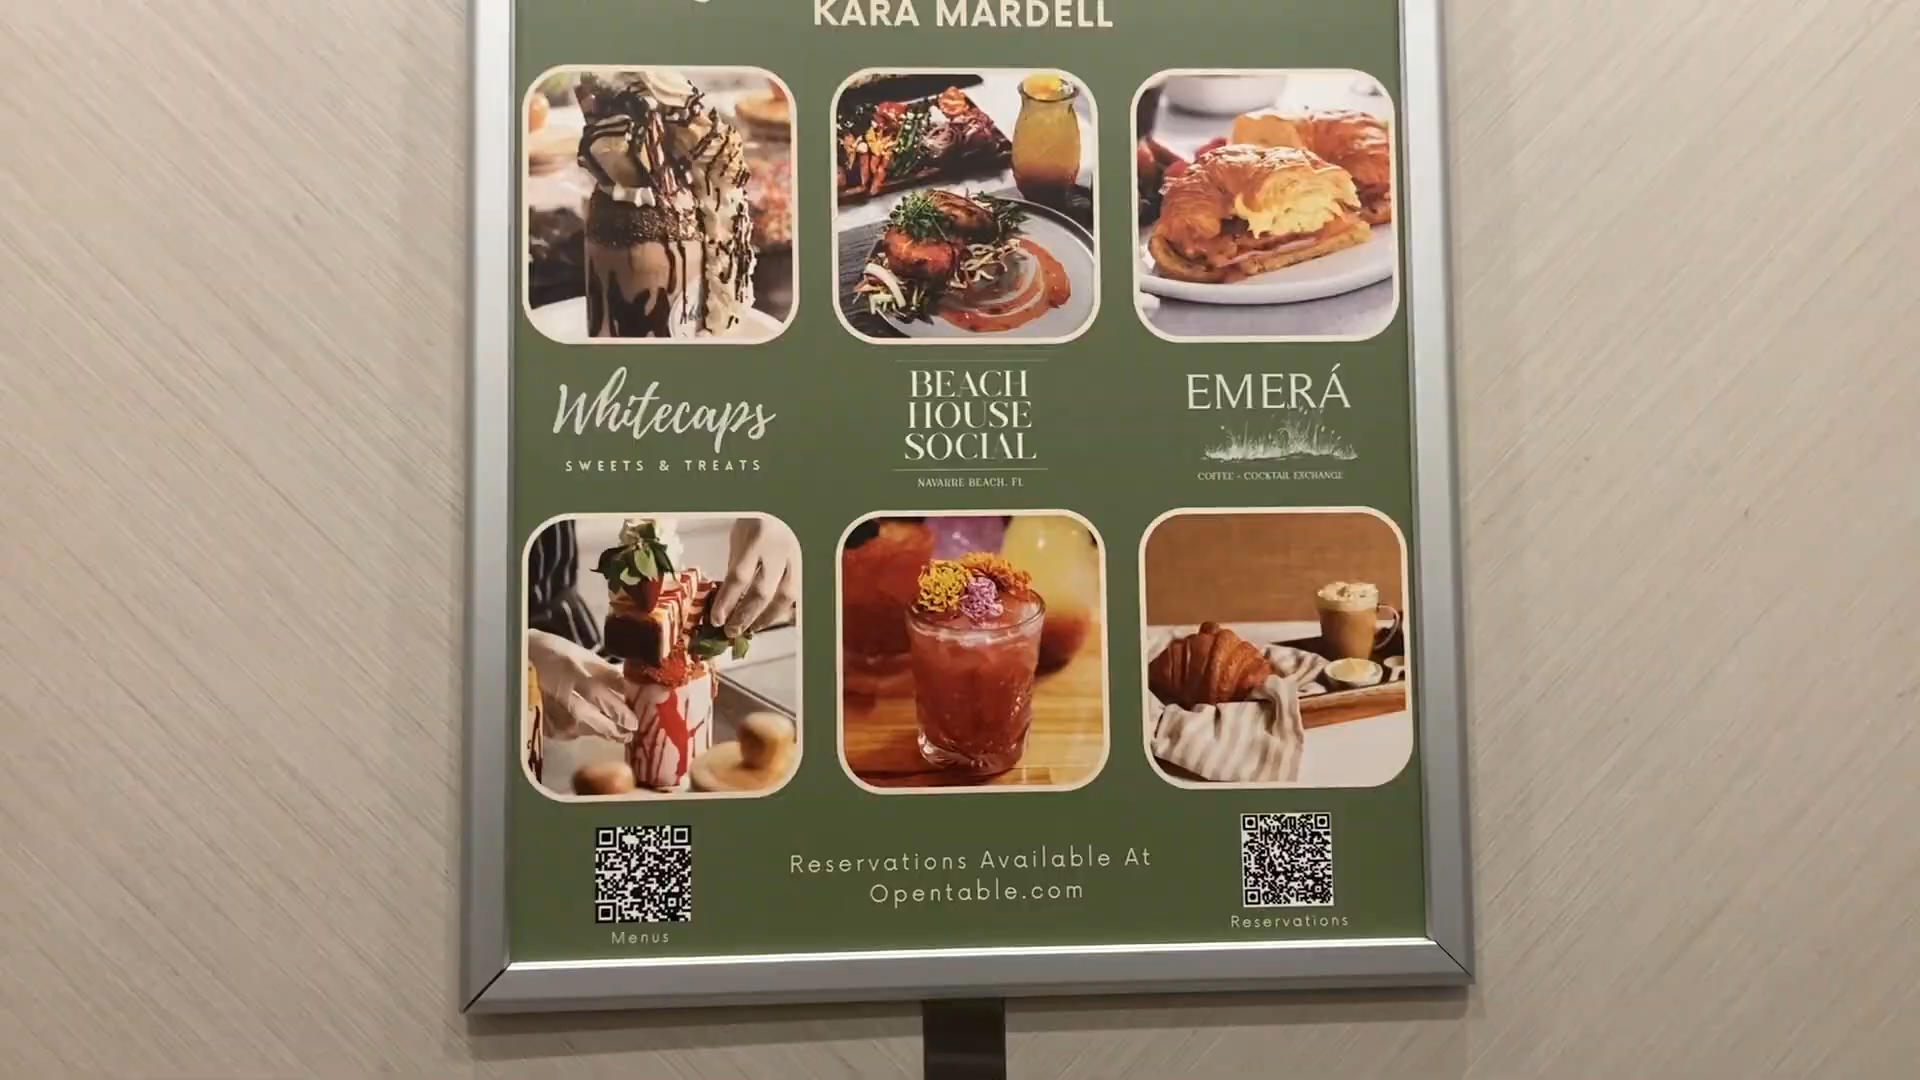 KARA MARDELL
Whitecaps
SWEETS & TREATS
BEACH
HOUSE
SOCIAL
NAVARRE BEACH, FL
EMERÁ
COFFEE - COCKTAIL EXCHANGE
Reservations Available At
Opentable.com
Menus
Reservations